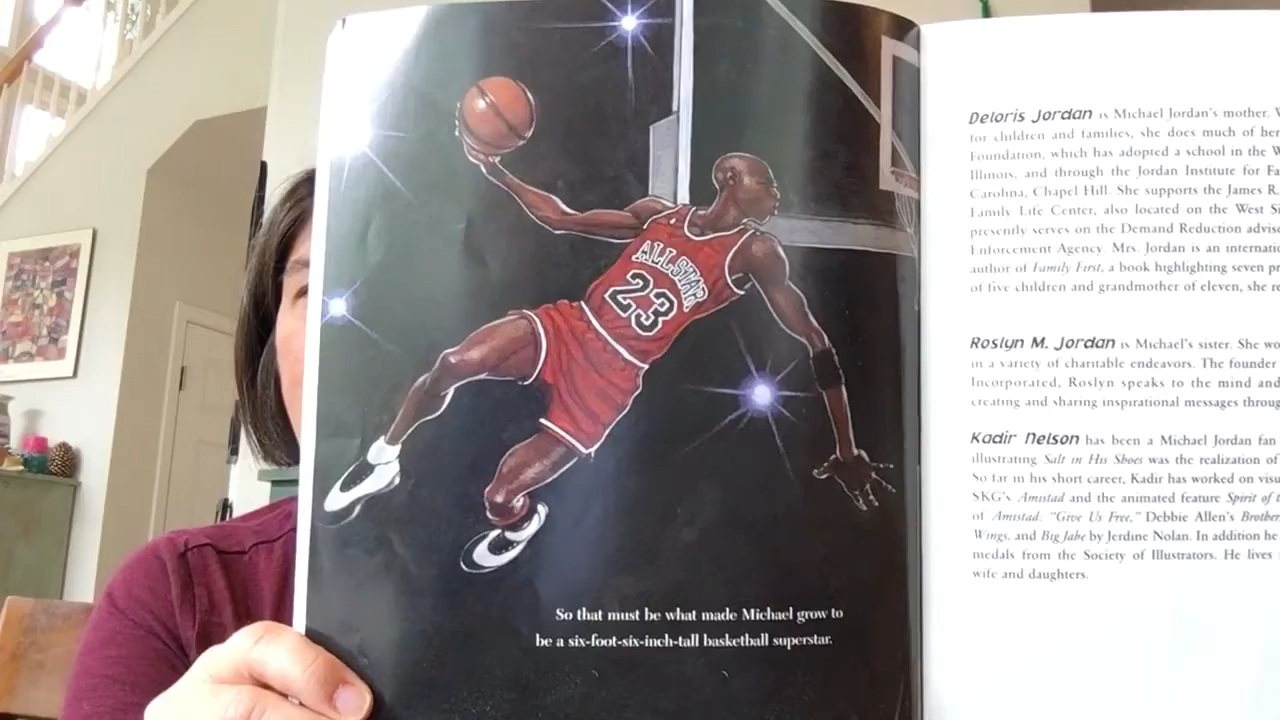 ALL STAR
23
So that must be what made Michael grow to
be a six-foot-six-inch-tall basketball superstar.
Deloris Jordan is Michael Jordan's mother.
for children and families, she does much of her
Foundation, which has adopted a school in the
Illinois, and through the Jordan Institute for
Carolina, Chapel Hill. She supports the James R.
Family Life Center, also located on the West
presently serves on the Demand Reduction
Enforcement Agency. Mrs. Jordan is an
author of Family First, a book highlighting seven
of five children and grandmother of eleven, she
Roslyn M. Jordan is Michael's sister. She
in a variety of charitable endeavors. The founder
Incorporated, Roslyn speaks to the mind and
creating and sharing inspirational messages
Kadir Nelson has been a Michael Jordan fan
illustrating Salt in His Shoes was the realization of
So far in his short career, Kadir has worked on
SKG's Amistad and the animated feature Spirit of
of Amistad: "Give Us Free," Debbie Allen's
Wings, and Big Jabe by Jerdine Nolan. In addition he
medals from the Society of Illustrators. He lives
wife and daughters.